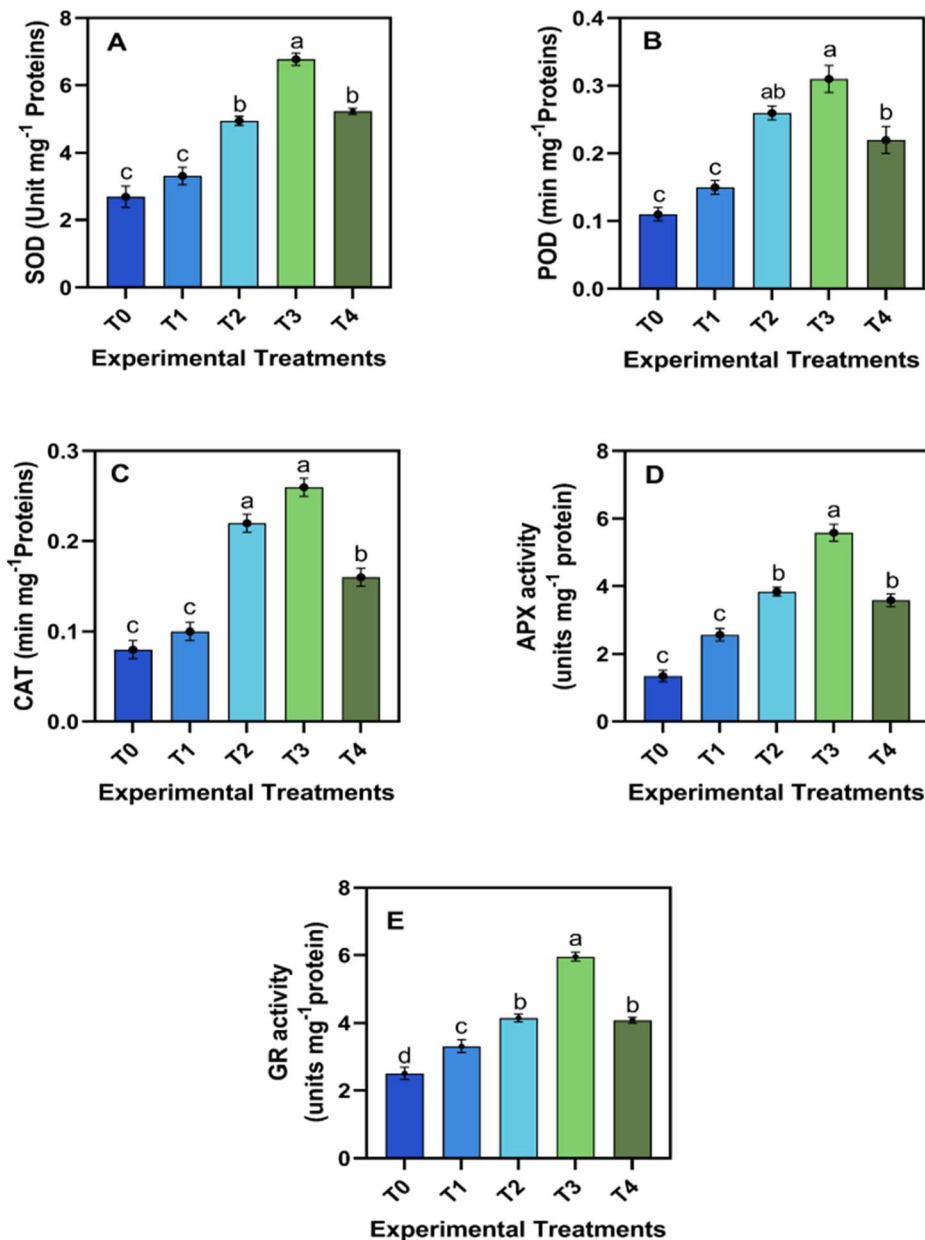 A
SOD (Unit mg⁻¹ Proteins)
8
6
4
2
0
c
c
b
a
b
T0
T1
T2
T3
T4
Experimental Treatments
B
POD (min mg⁻¹Proteins)
0.4
0.3
0.2
0.1
0.0
c
c
ab
a
b
T0
T1
T2
T3
T4
Experimental Treatments
C
CAT (min mg⁻¹Proteins)
0.3
0.2
0.1
0.0
c
c
a
a
b
T0
T1
T2
T3
T4
Experimental Treatments
D
APX activity
(units mg⁻¹ protein)
8
6
4
2
0
c
c
b
a
b
T0
T1
T2
T3
T4
Experimental Treatments
E
GR activity
(units mg⁻¹protein)
8
6
4
2
0
d
c
b
a
b
T0
T1
T2
T3
T4
Experimental Treatments